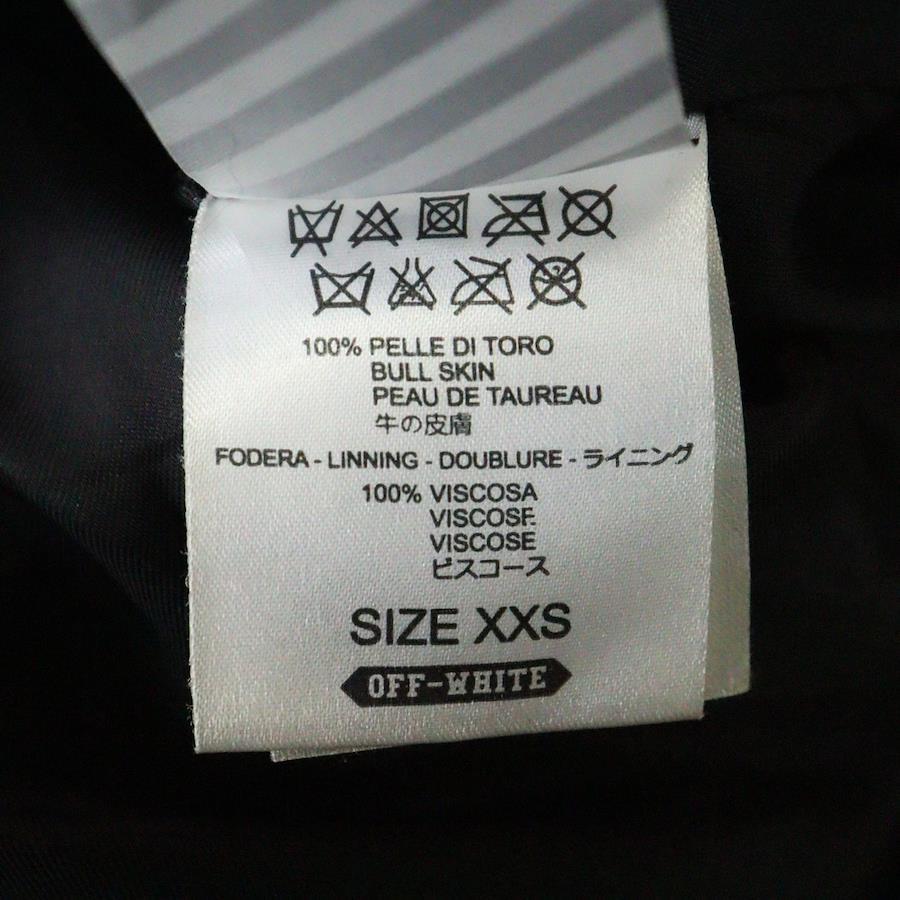 100% PELLE DI TORO
BULL SKIN
PEAU DE TAUREAU
牛の皮膚
FODERA - LINNING - DOUBLURE - ライニング
100% VISCOSA
VISCOSE
VISCOSE
ビスコース
SIZE XXS
OFF-WHITE